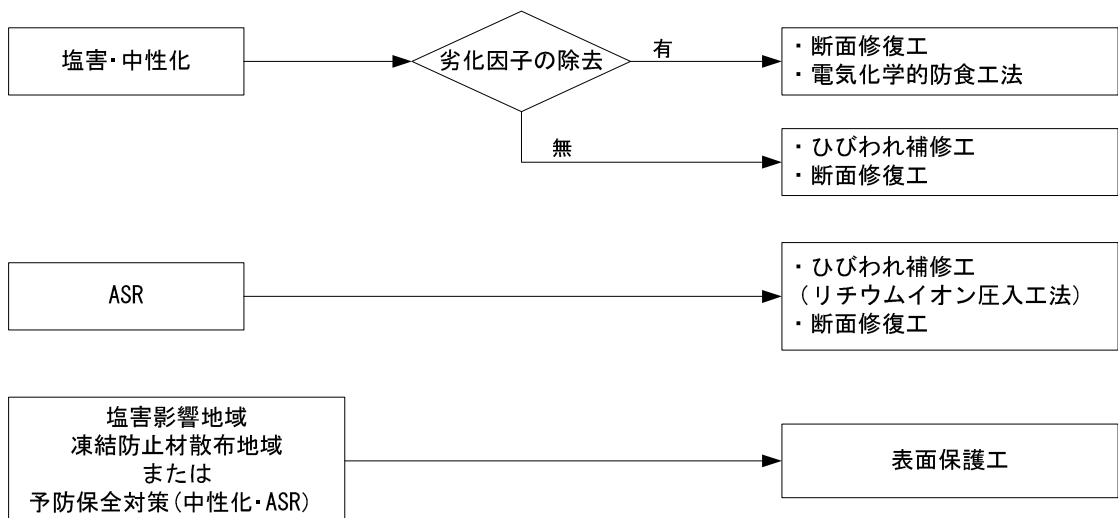 塩害・中性化
劣化因子の除去
有
・断面修復工
・電気化学的防食工法
無
・ひびわれ補修工
・断面修復工
ASR
・ひびわれ補修工
（リチウムイオン圧入工法）
・断面修復工
塩害影響地域
凍結防止材散布地域
または
予防保全対策（中性化・ASR）
表面保護工